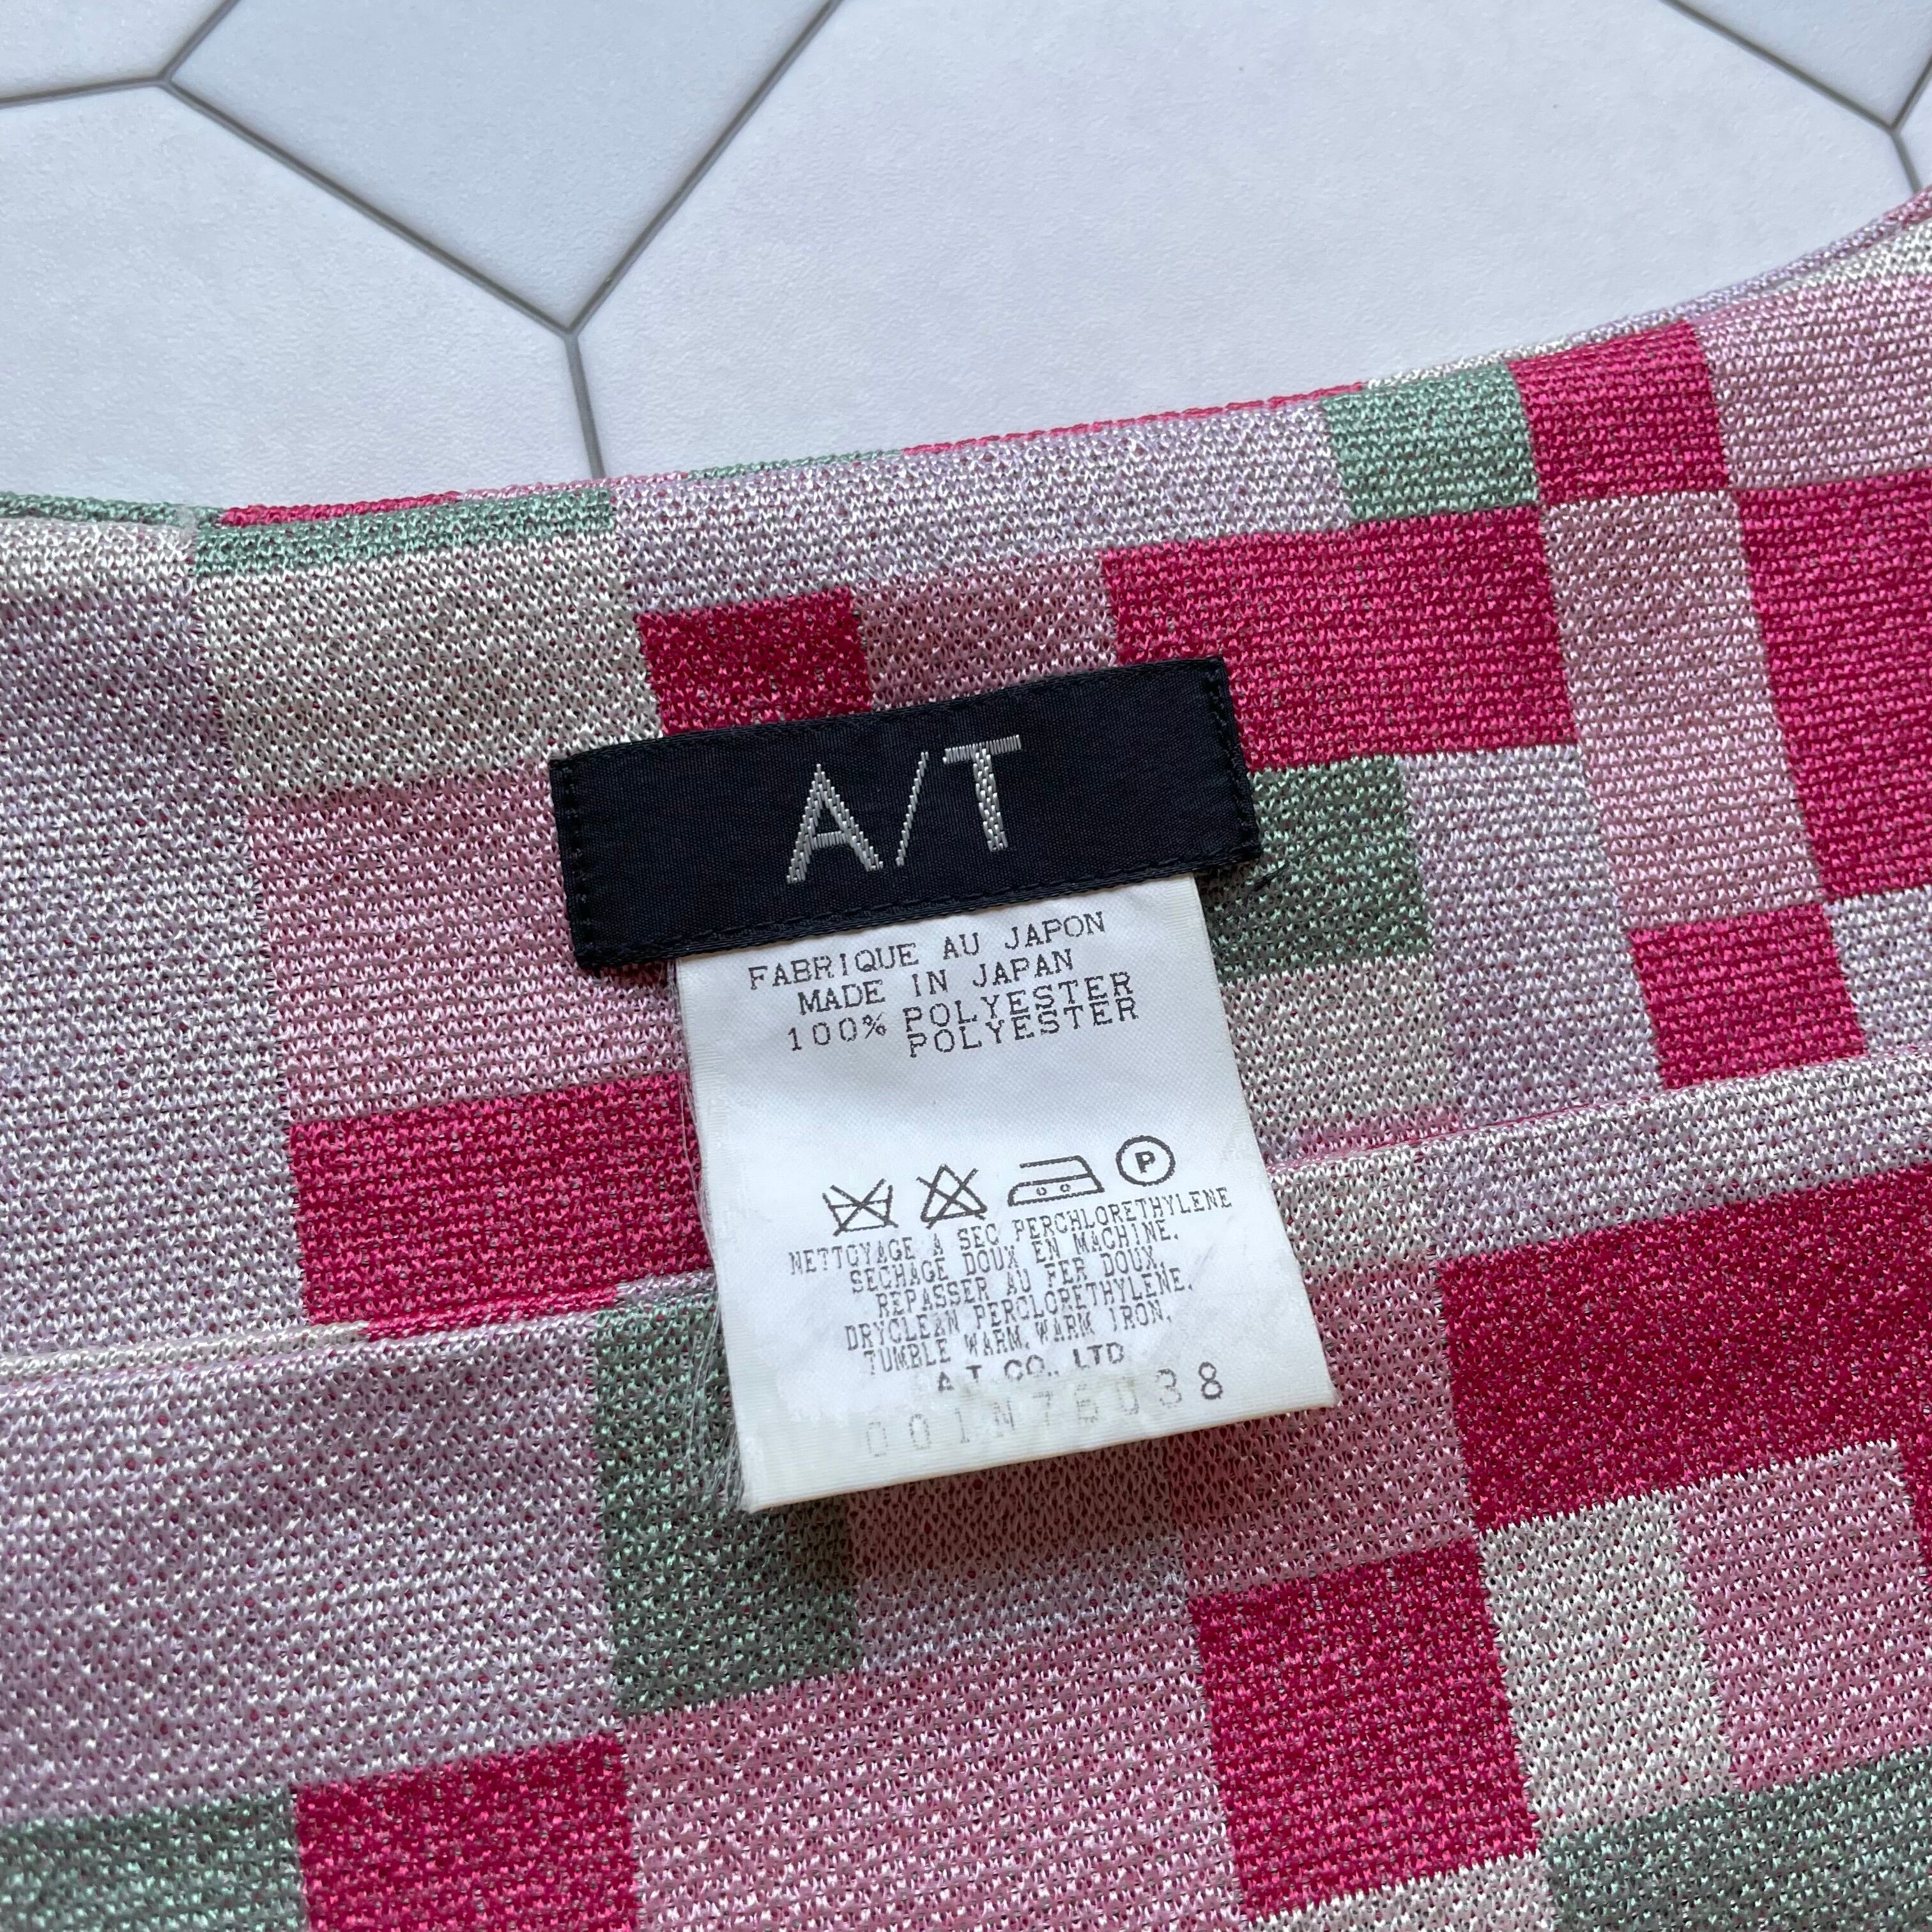 A/T
FABRIQUE AU JAPON
MADE IN JAPAN
100% POLYESTER
POLYESTER
P
NETTOYAGE A SEC PERCHLORETHYLENE
SECHAGE DOUX EN MACHINE.
REPASSER AU FER DOUX.
DRYCLEAN PERCLORETHYLENE.
TUMBLE WARM. WARM IRON.
A.T CO., LTD
001N76038